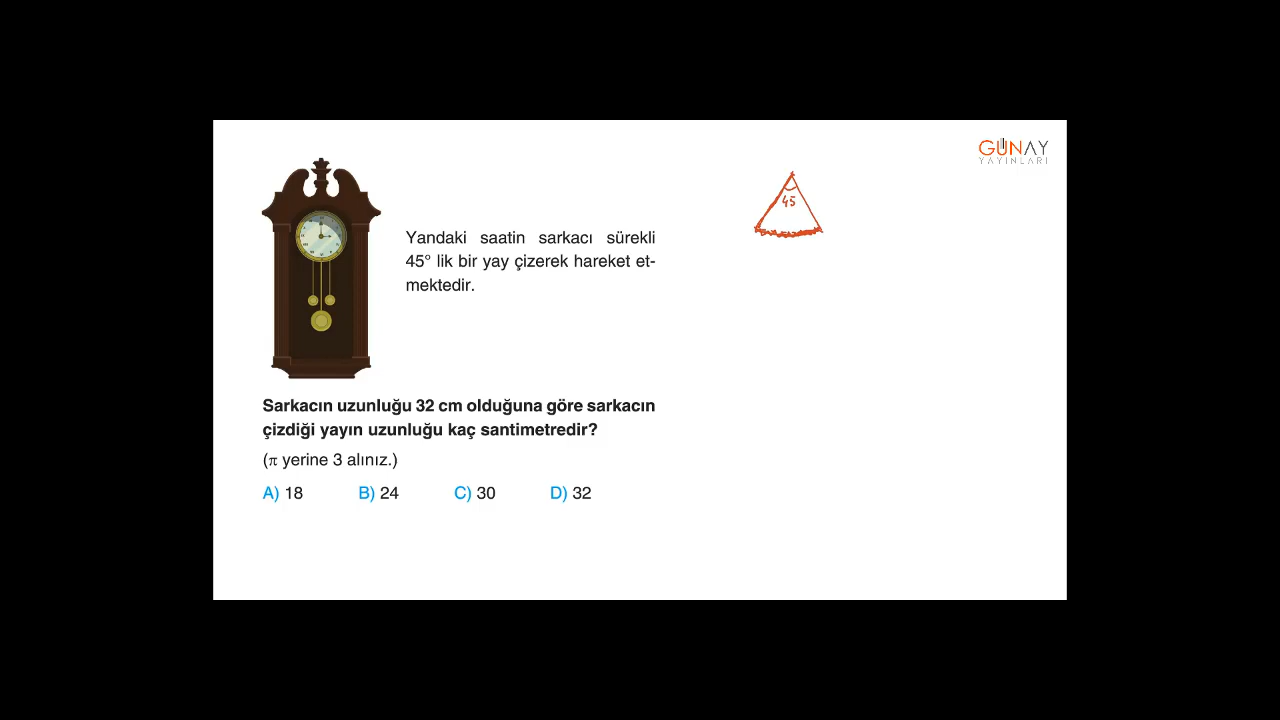 GÜNAY
YAYINLARI
45
Yandaki saatin sarkacı sürekli
45° lik bir yay çizerek hareket et-
mektedir.
Sarkacın uzunluğu 32 cm olduğuna göre sarkacın
çizdiği yayın uzunluğu kaç santimetredir?
(π yerine 3 alınız.)
A) 18 B) 24 C) 30 D) 32